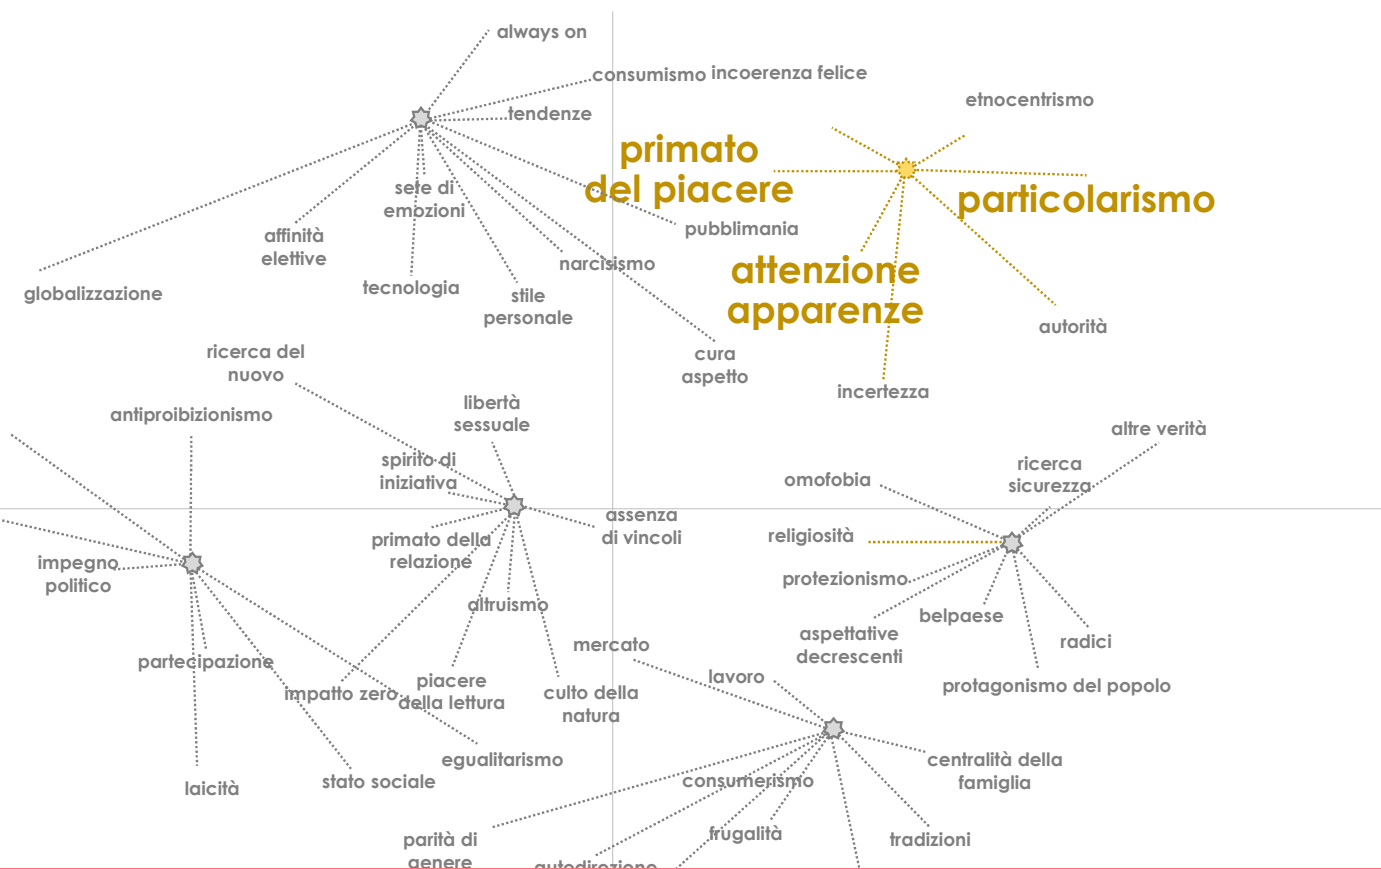 always on
consumismo incoerenza felice
etnocentrismo
tendenze
primato
del piacere
sete di
emozioni
particolarismo
pubblimania
affinità
elettive
narcisismo
attenzione
apparenze
tecnologia
globalizzazione
stile
personale
autorità
ricerca del
nuovo
cura
aspetto
incertezza
antiproibizionismo
libertà
sessuale
altre verità
spirito di
iniziativa
ricerca
sicurezza
omofobia
assenza
di vincoli
religiosità
primato della
relazione
impegno
politico
protezionismo
altruismo
belpaese
aspettative
decrescenti
radici
mercato
partecipazione
lavoro
impatto zero
piacere
della lettura
culto della
natura
protagonismo del popolo
egualitarismo
centralità della
famiglia
stato sociale
consumerismo
laicità
parità di
genere
frugalità
tradizioni
autodirezione